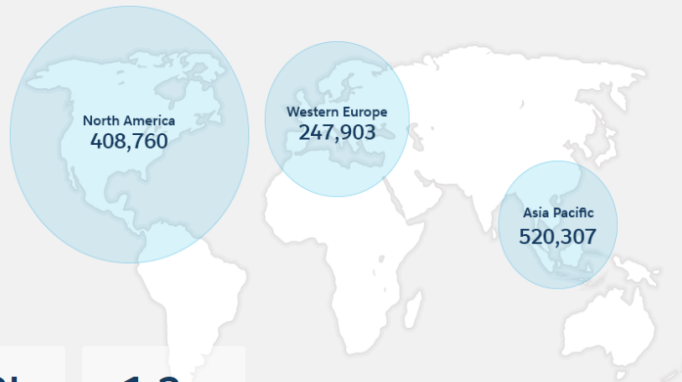 North America
408,760
Western Europe
247,903
Asia Pacific
520,307